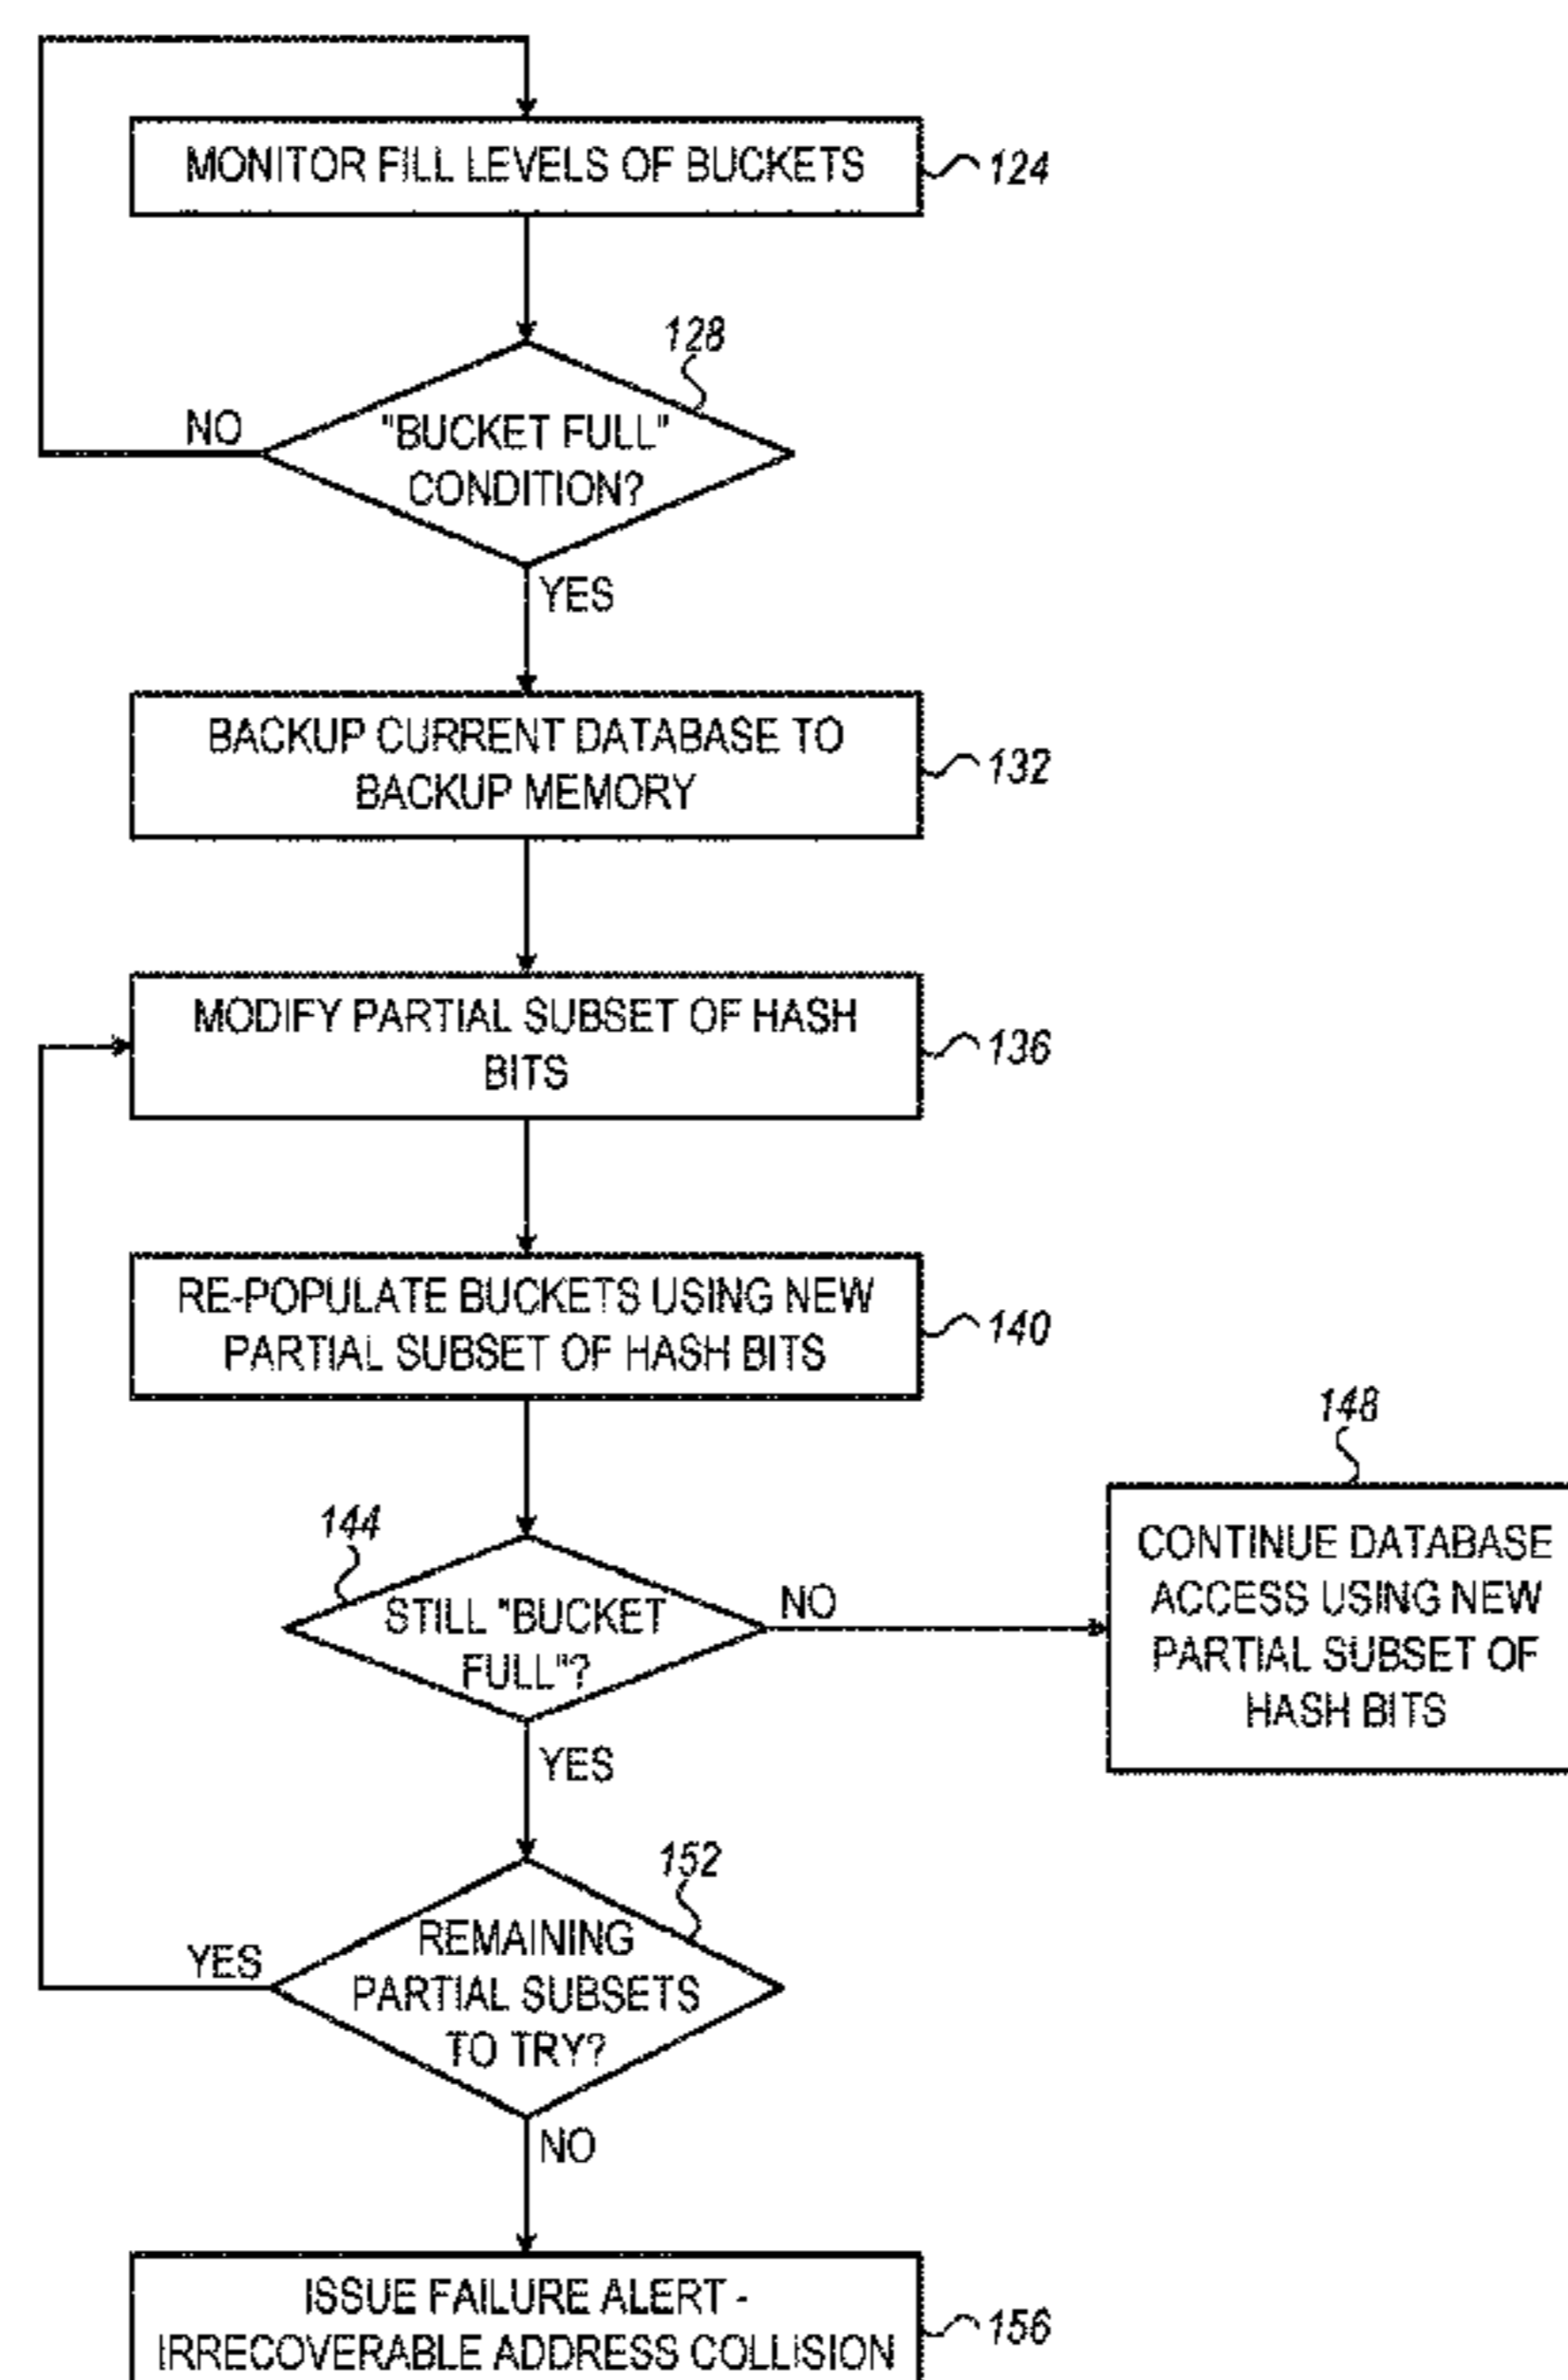 MONITOR FILL LEVELS OF BUCKETS
124
128
"BUCKET FULL"
CONDITION?
NO
YES
BACKUP CURRENT DATABASE TO
BACKUP MEMORY
132
MODIFY PARTIAL SUBSET OF HASH
BITS
136
RE-POPULATE BUCKETS USING NEW
PARTIAL SUBSET OF HASH BITS
140
144
STILL "BUCKET
FULL"?
NO
148
CONTINUE DATABASE
ACCESS USING NEW
PARTIAL SUBSET OF
HASH BITS
YES
152
REMAINING
PARTIAL SUBSETS
TO TRY?
YES
NO
ISSUE FAILURE ALERT -
IRRECOVERABLE ADDRESS COLLISION
156